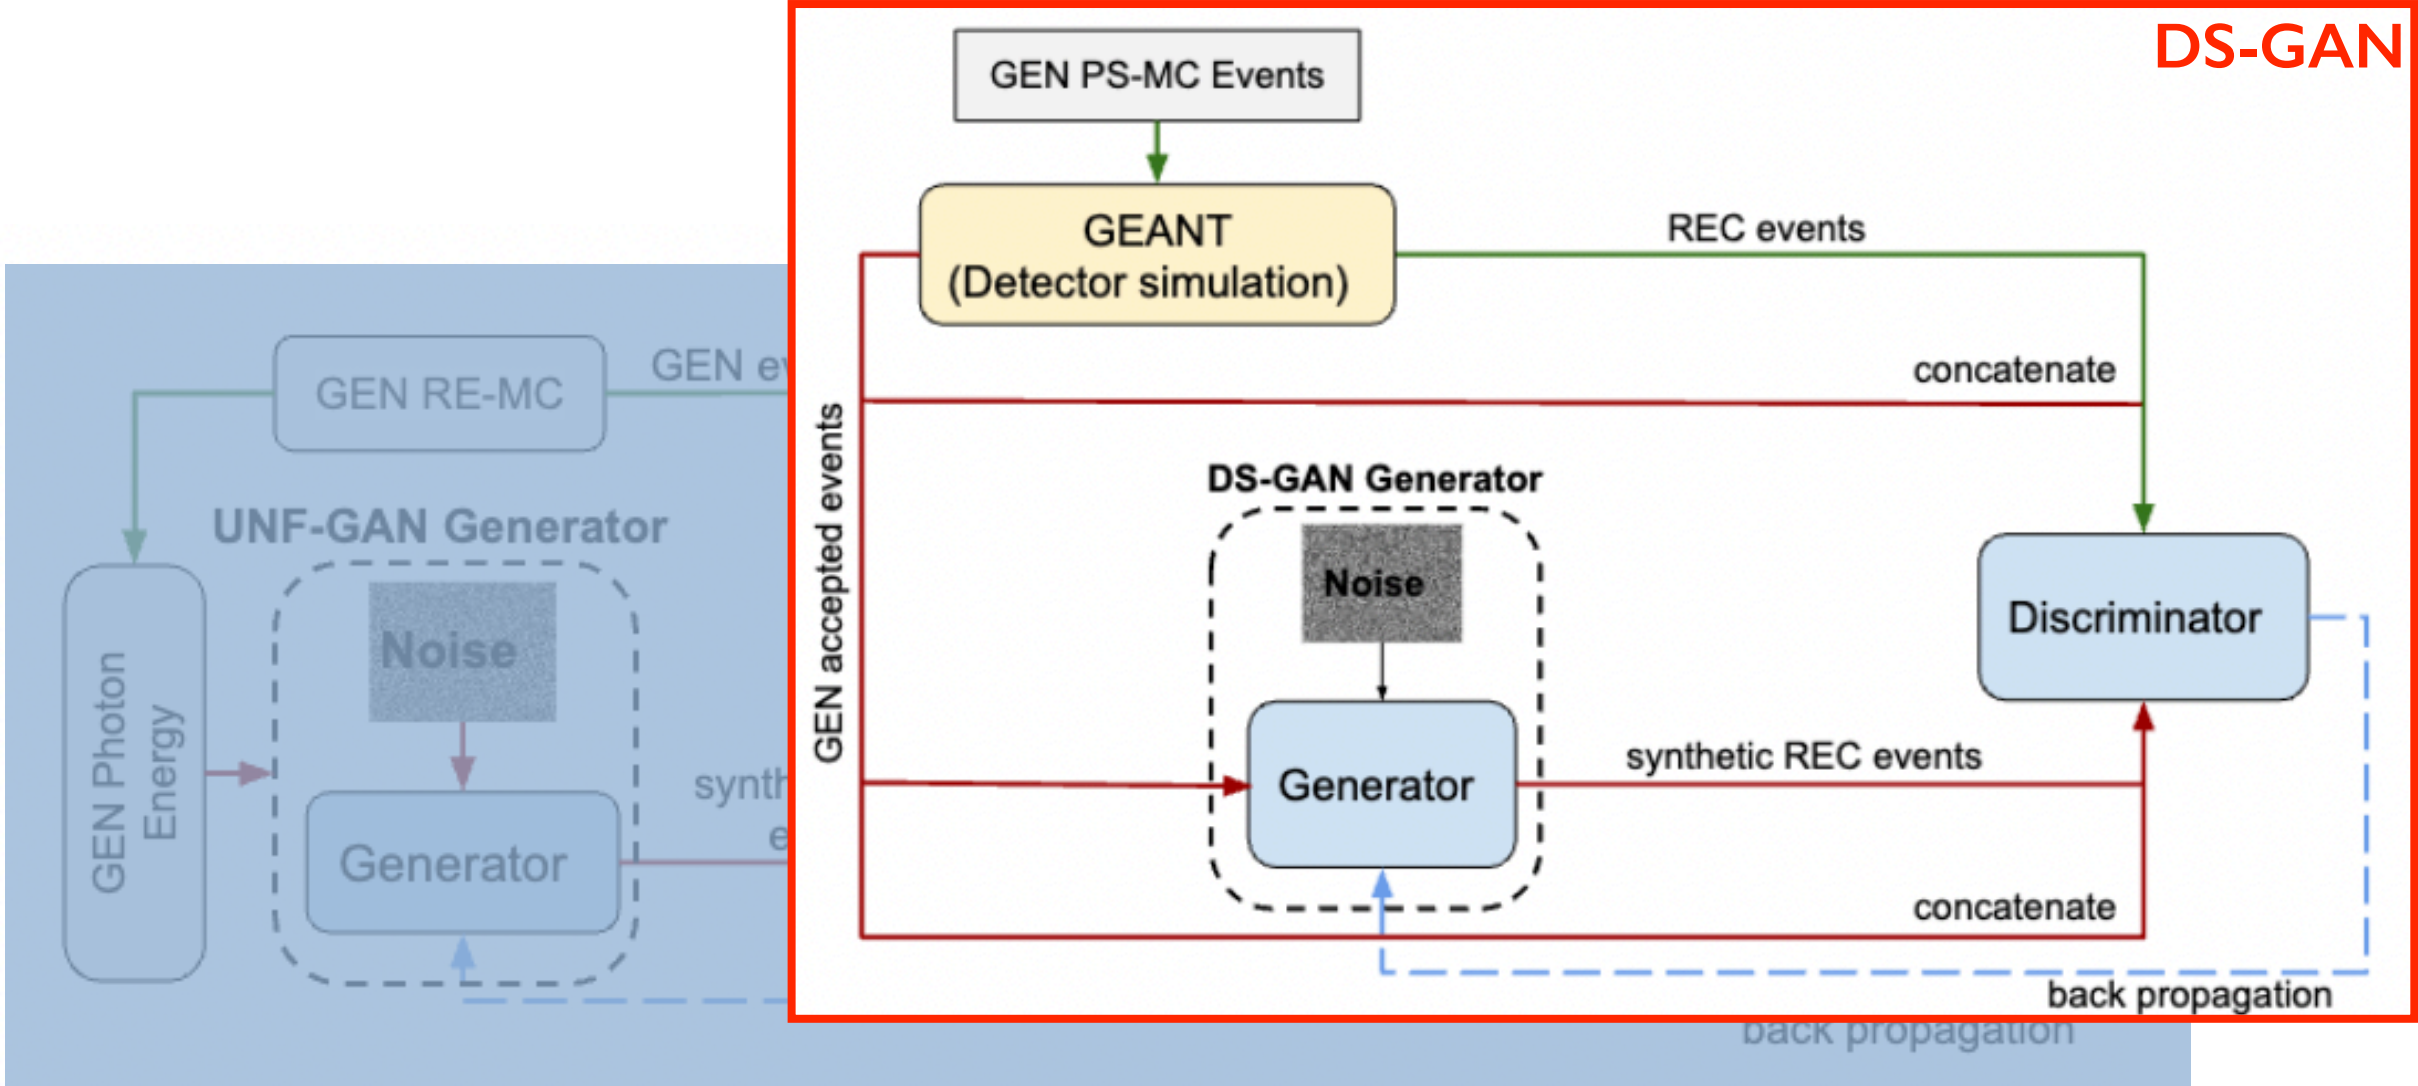 DS-GAN
GEN PS-MC Events
GEANT
(Detector simulation)
REC events
concatenate
GEN accepted events
DS-GAN Generator
Noise
Generator
synthetic REC events
Discriminator
concatenate
back propagation
GEN RE-MC
GEN
UNF-GAN Generator
Noise
GEN Photon
Energy
Generator
back propagation